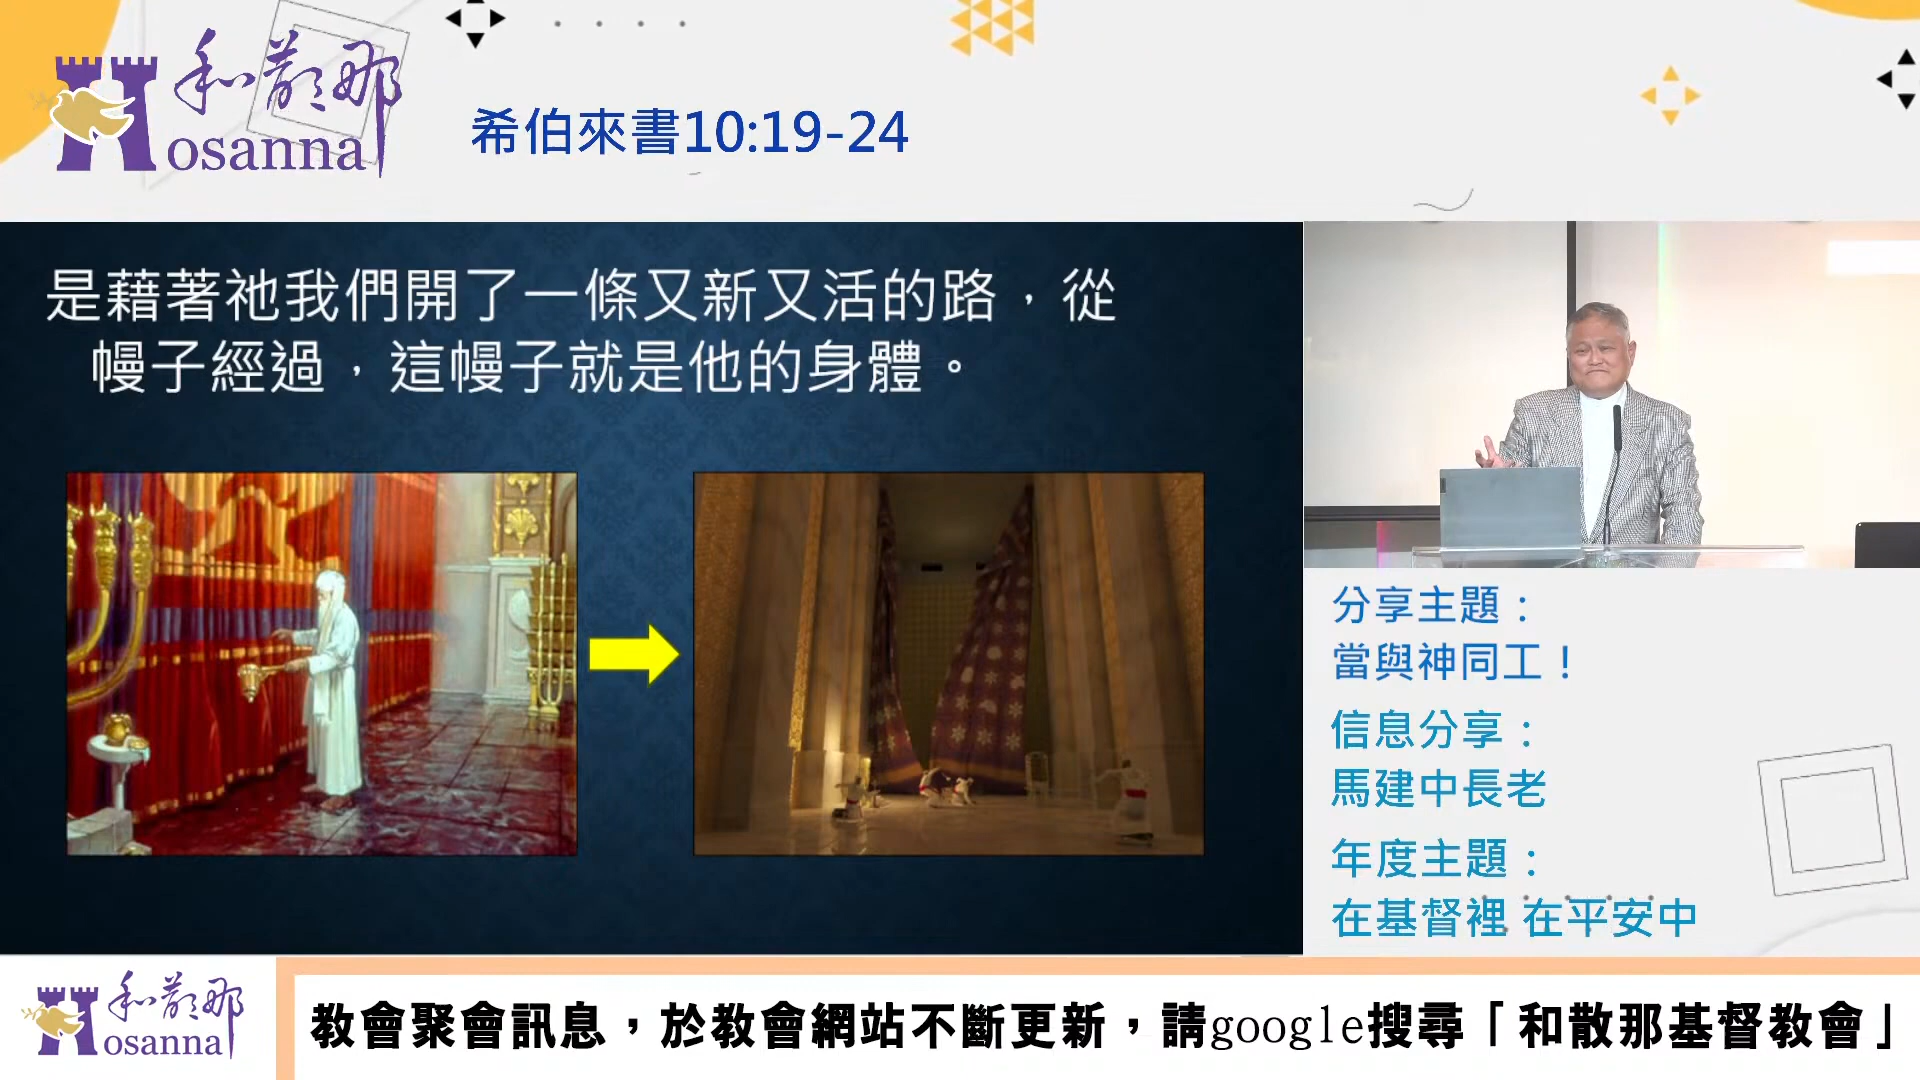 和散那
Hosanna
希伯來書10:19-24
是藉著祂我們開了一條又新又活的路，從
幔子經過，這幔子就是他的身體。
分享主題：
當與神同工！
信息分享：
馬建中長老
年度主題：
在基督裡 在平安中
和散那
Hosanna
教會聚會訊息，於教會網站不斷更新，請google搜尋「和散那基督教會」